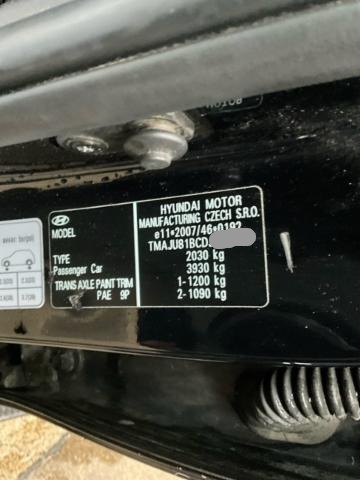 HYUNDAI MOTOR
MANUFACTURING CZECH S.R.O.
MODEL e11*2007/46*0192
TMAJU81BCD
TYPE 2030 kg
Passenger Car 3930 kg
TRANS AXLE PAINT TRIM 1-1200 kg
PAE 9P 2-1090 kg